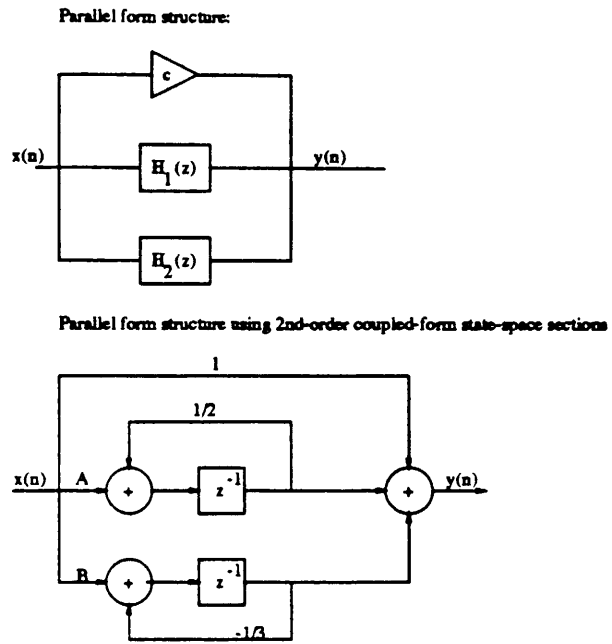 Parallel form structure:
c
x(n)
H1(z)
y(n)
H2(z)
Parallel form structure using 2nd-order coupled-form state-space sections
1
1/2
x(n)
A
+
z-1
+
y(n)
B
+
z-1
-1/3